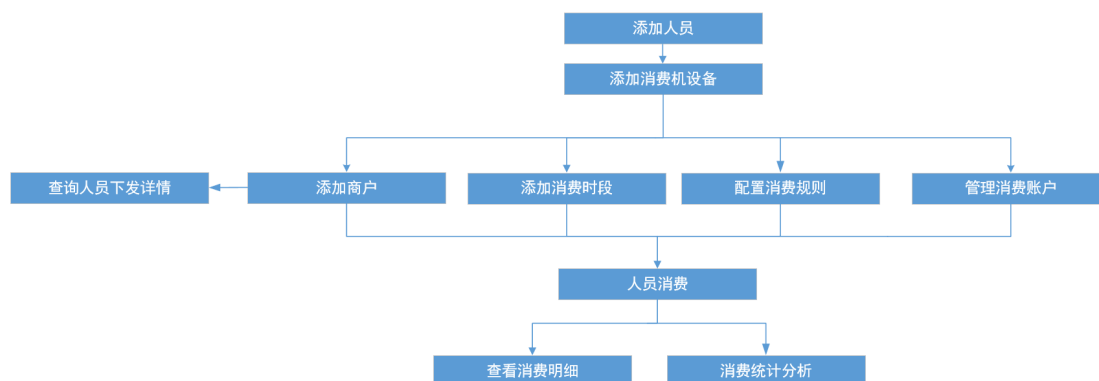 添加人员
添加消费机设备
查询人员下发详情
添加商户
添加消费时段
配置消费规则
管理消费账户
人员消费
查看消费明细
消费统计分析